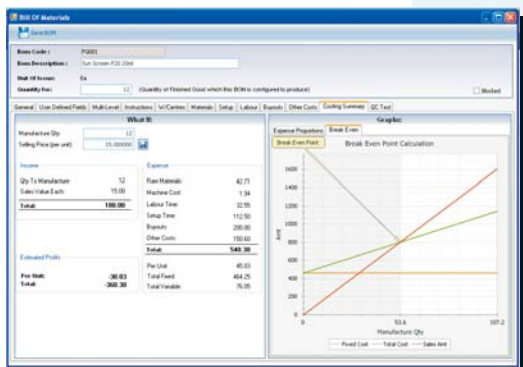 Bill Of Materials
Save BOM
Bom Code : FG001
Bom Description : Sun Screen F20 20ml
Unit Of Issue: Ea
Quantity for: 12 (Quantity of Finished Good which this BOM is configured to produce) Blocked
General User Defined Fields Multi-Level Instructions W/Centres Materials Setup Labour Buyouts Other Costs Costing Summary QC Test
What If: Graphs:
Manufacture Qty 12
Selling Price (per unit) 15.000000
Expense Proportions Break Even
Break Even Point
Break Even Point Calculation
Income
Qty To Manufacture: 12
Sales Value Each: 15.00
Total: 180.00
Expense
Raw Materials: 42.71
Machine Cost: 1.94
Labour Time: 32.55
Setup Time: 112.50
Buyouts: 200.00
Other Costs: 150.60
Total: 540.30
Estimated Profits
Per Unit: -30.03
Total: -360.30
Per Unit: 45.03
Total Fixed: 464.25
Total Variable: 76.05
Amt
1600
1400
1200
1000
800
600
400
200
0
0 53.6 107.2
Manufacture Qty
Fixed Cost Total Cost Sales Amt